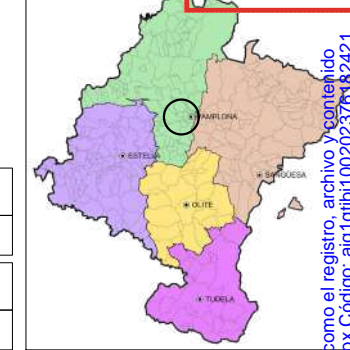 PAMPLONA
ESTELLA
SANGÜESA
OLITE
TUDELA
como el registro, archivo y contenido